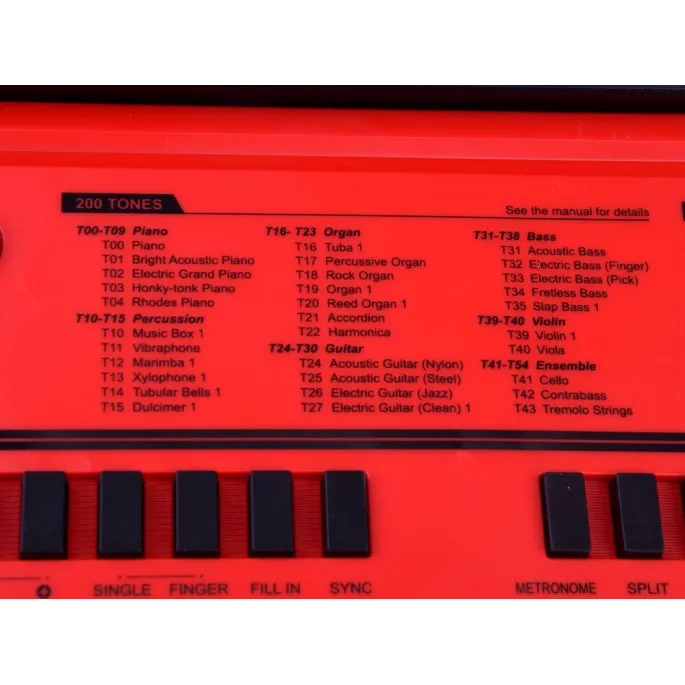 200 TONES
See the manual for details
T00-T09 Piano
T00 Piano
T01 Bright Acoustic Piano
T02 Electric Grand Piano
T03 Honky-tonk Piano
T04 Rhodes Piano
T10-T15 Percussion
T10 Music Box 1
T11 Vibraphone
T12 Marimba 1
T13 Xylophone 1
T14 Tubular Bells 1
T15 Dulcimer 1
T16- T23 Organ
T16 Tuba 1
T17 Percussive Organ
T18 Rock Organ
T19 Organ 1
T20 Reed Organ 1
T21 Accordion
T22 Harmonica
T24-T30 Guitar
T24 Acoustic Guitar (Nylon)
T25 Acoustic Guitar (Steel)
T26 Electric Guitar (Jazz)
T27 Electric Guitar (Clean) 1
T31-T38 Bass
T31 Acoustic Bass
T32 Electric Bass (Finger)
T33 Electric Bass (Pick)
T34 Fretless Bass
T35 Slap Bass 1
T39-T40 Violin
T39 Violin 1
T40 Viola
T41-T54 Ensemble
T41 Cello
T42 Contrabass
T43 Tremolo Strings
SINGLE FINGER FILL IN SYNC METRONOME SPLIT